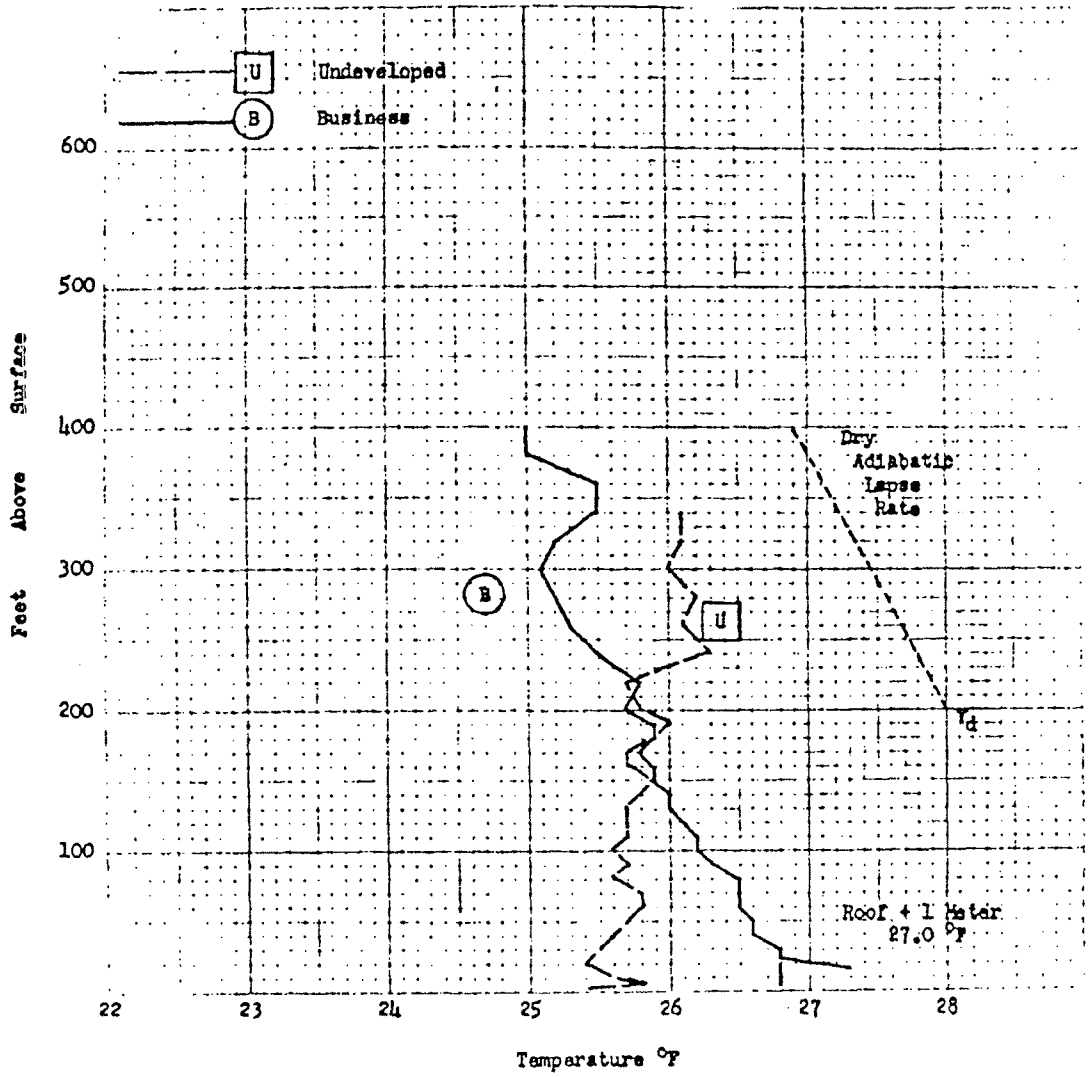 U Undeveloped
B Business
600
500
400
300
200
100
Feet Above Surface
Dry
Adiabatic
Lapse
Rate
B
U
γd
Roof + 1 Meter
27.0 °F
22 23 24 25 26 27 28
Temperature °F